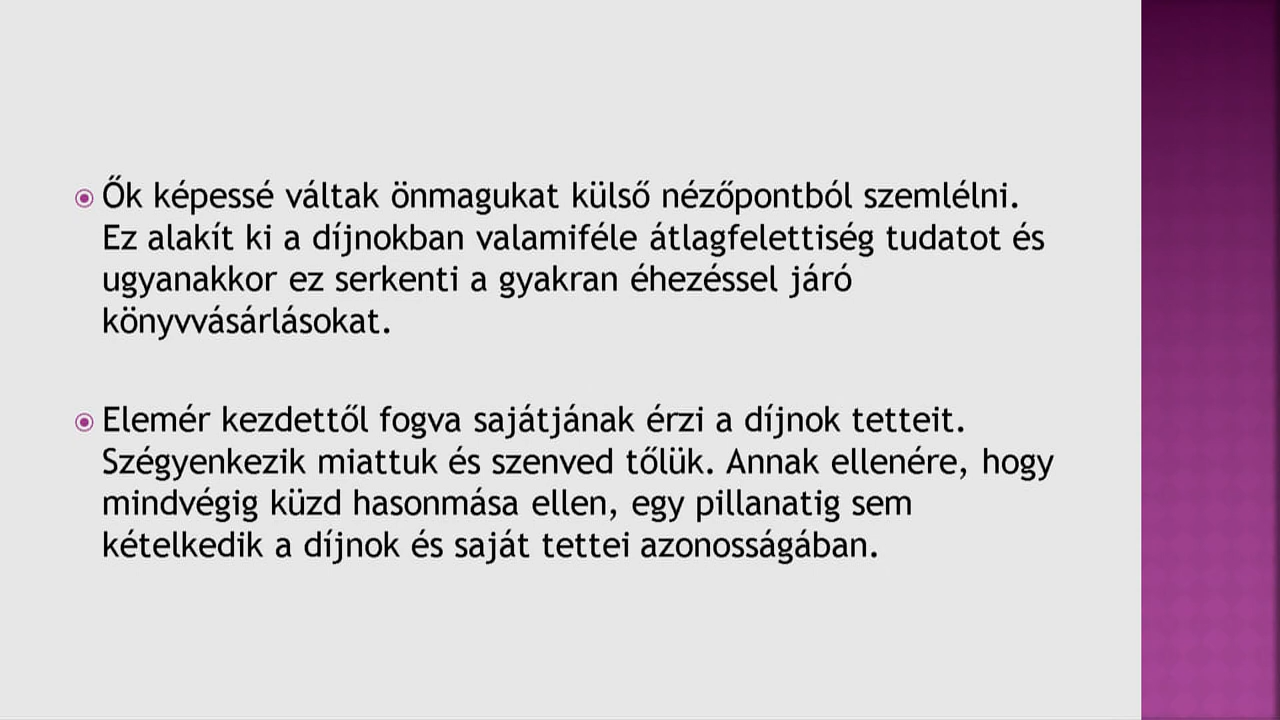 Ők képessé váltak önmagukat külső nézőpontból szemlélni.
Ez alakít ki a díjnokban valamiféle átlagfelettiség tudatot és
ugyanakkor ez serkenti a gyakran éhezéssel járó
könyvvásárlásokat.
Elemér kezdettől fogva sajátjának érzi a díjnok tetteit.
Szégyenkezik miattuk és szenved tőlük. Annak ellenére, hogy
mindvégig küzd hasonmása ellen, egy pillanatig sem
kételkedik a díjnok és saját tettei azonosságában.